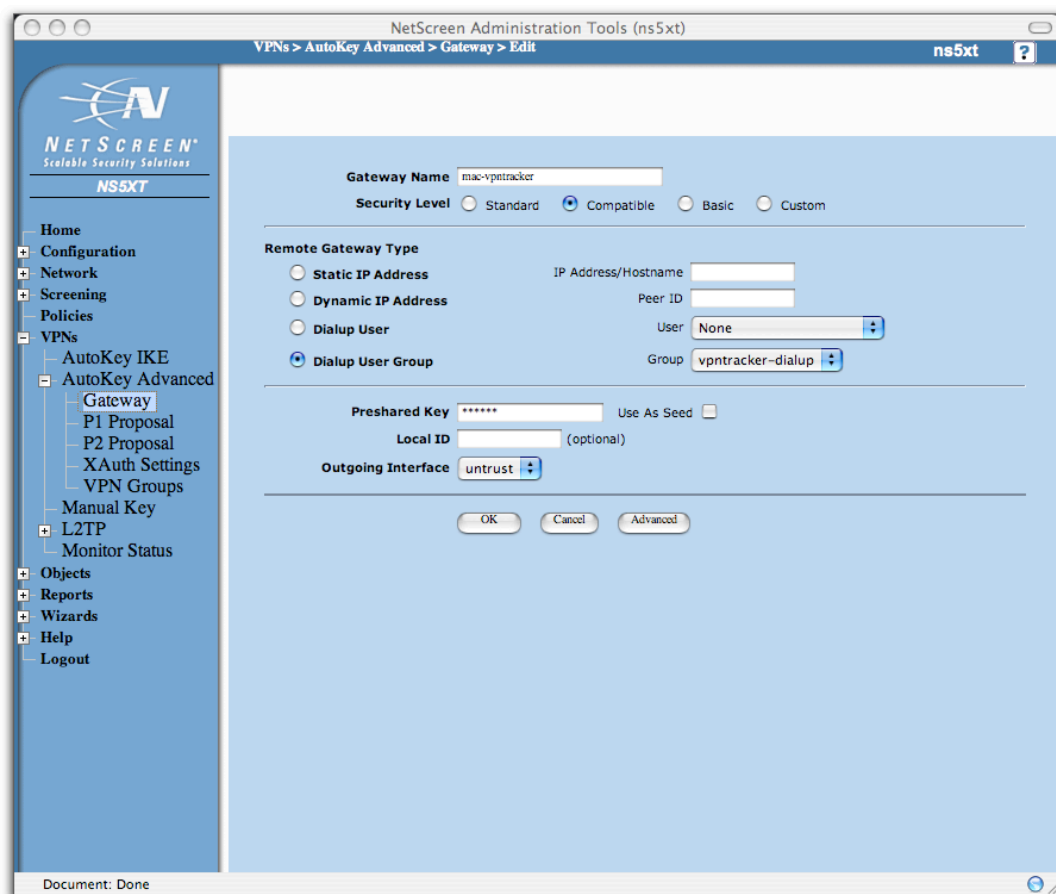 NetScreen Administration Tools (ns5xt)
VPNs > AutoKey Advanced > Gateway > Edit
ns5xt ?
N
NETSCREEN®
Scalable Security Solutions
NS5XT
Home
Configuration
Network
Screening
Policies
VPNs
AutoKey IKE
AutoKey Advanced
Gateway
P1 Proposal
P2 Proposal
XAuth Settings
VPN Groups
Manual Key
L2TP
Monitor Status
Objects
Reports
Wizards
Help
Logout
Gateway Name mac-vpntracker
Security Level Standard Compatible Basic Custom
Remote Gateway Type
Static IP Address IP Address/Hostname
Dynamic IP Address Peer ID
Dialup User User None
Dialup User Group Group vpntracker-dialup
Preshared Key ****** Use As Seed
Local ID (optional)
Outgoing Interface untrust
OK Cancel Advanced
Document: Done